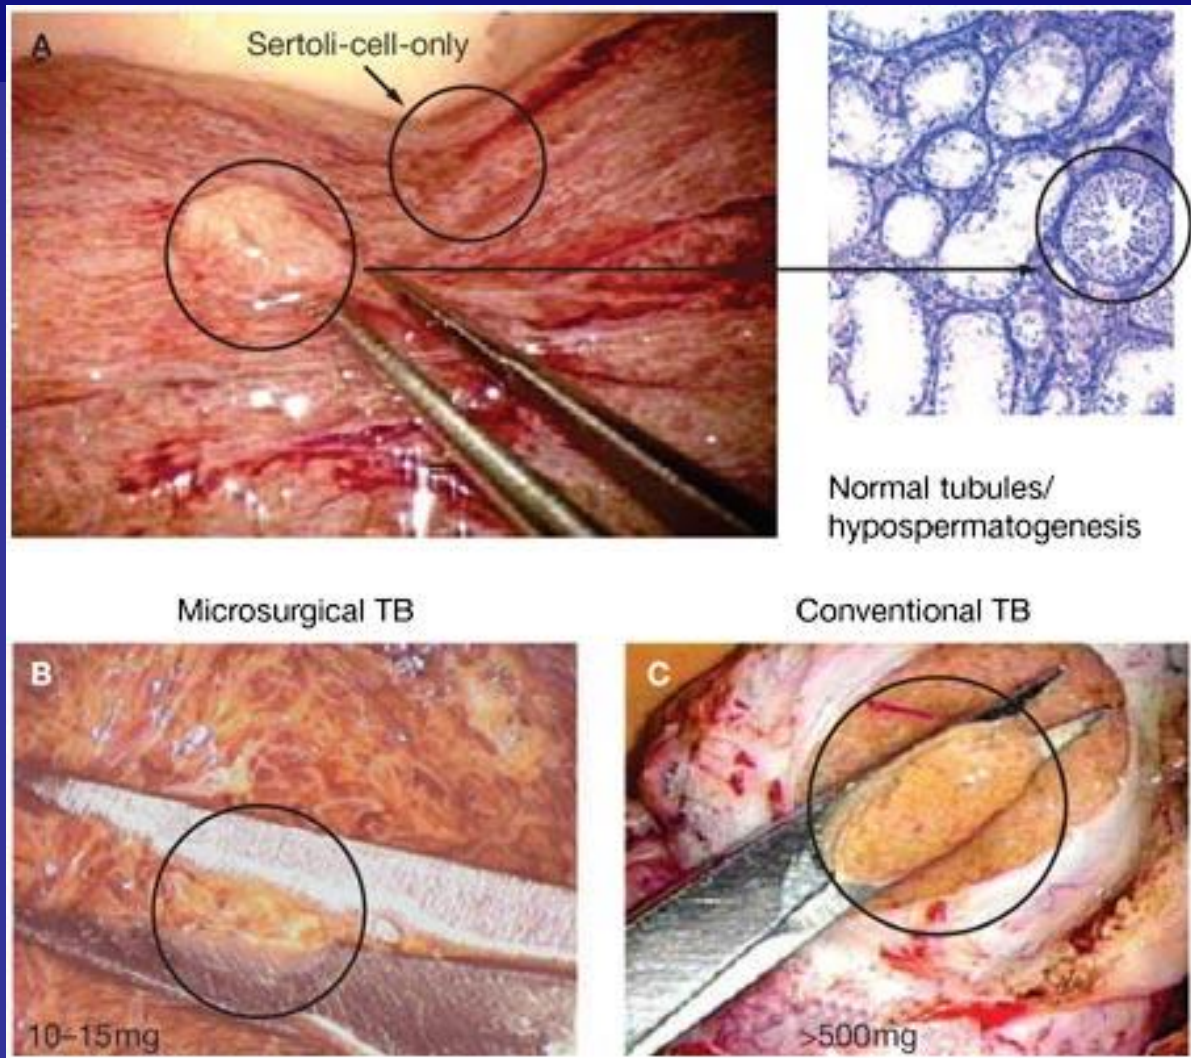 A
Sertoli-cell-only
Normal tubules/
hypospermatogenesis
Microsurgical TB
Conventional TB
B
C
10–15mg
>500mg